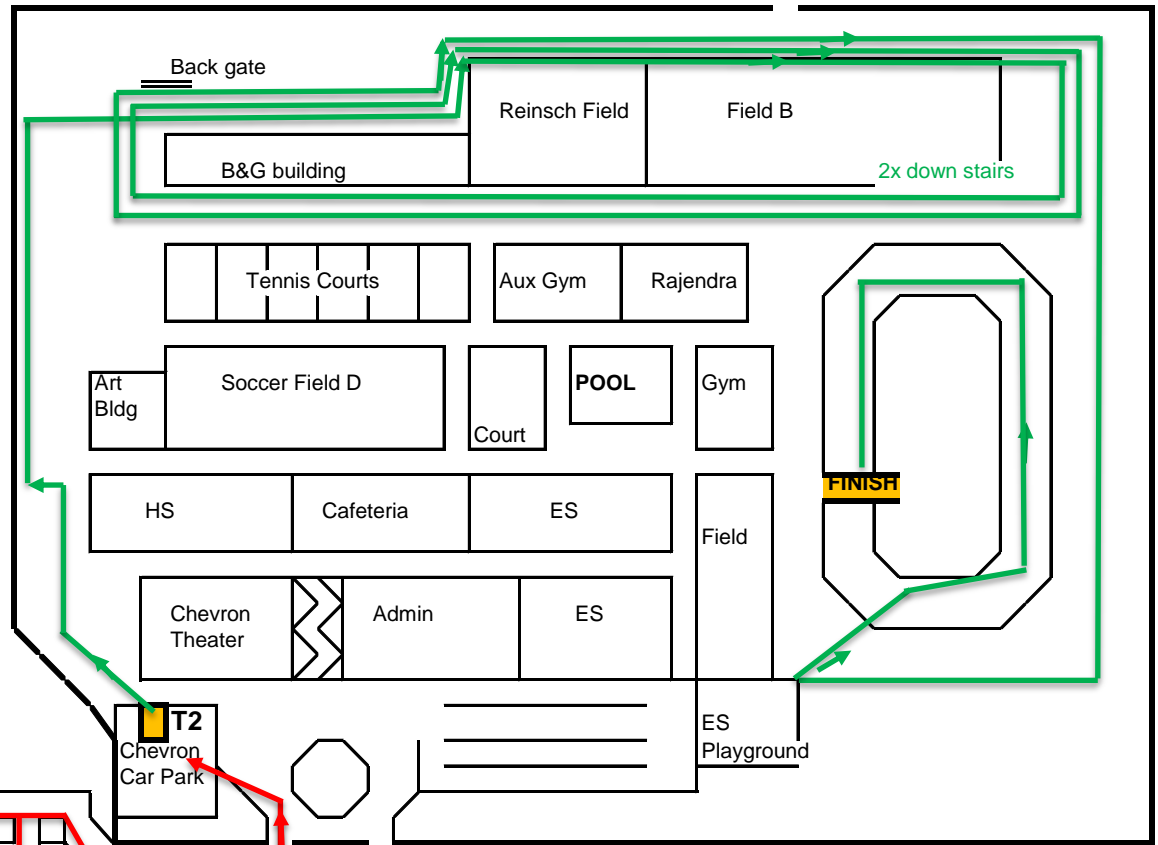 Back gate
Reinsch Field
Field B
B&G building
2x down stairs
Tennis Courts
Aux Gym
Rajendra
Art
Bldg
Soccer Field D
Court
POOL
Gym
HS
Cafeteria
ES
Field
FINISH
Chevron
Theater
Admin
ES
T2
Chevron
Car Park
ES
Playground